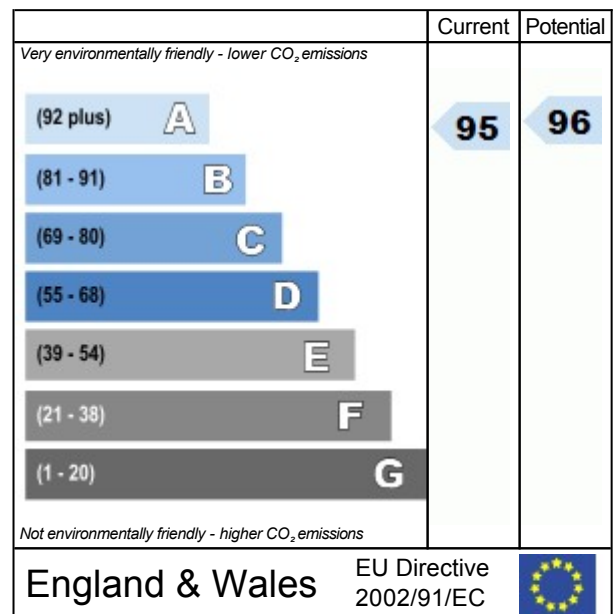 Current Potential
Very environmentally friendly - lower CO₂ emissions
(92 plus) A 95 96
(81 - 91) B
(69 - 80) C
(55 - 68) D
(39 - 54) E
(21 - 38) F
(1 - 20) G
Not environmentally friendly - higher CO₂ emissions
England & Wales
EU Directive
2002/91/EC